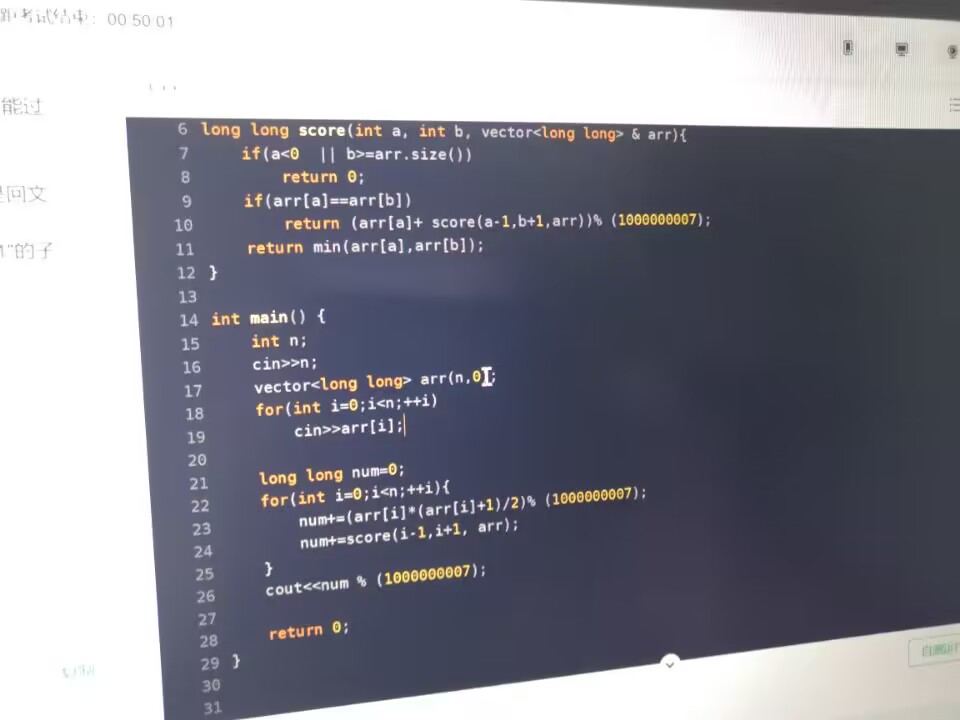 距考试结束: 00:50:01
能过
是回文
"的子
6 long long score(int a, int b, vector<long long> & arr){
7 if(a<0 || b>=arr.size())
8 return 0;
9 if(arr[a]==arr[b])
10 return (arr[a]+ score(a-1,b+1,arr))% (1000000007);
11 return min(arr[a],arr[b]);
12 }
13
14 int main() {
15 int n;
16 cin>>n;
17 vector<long long> arr(n,0);
18 for(int i=0;i<n;++i)
19 cin>>arr[i];
20
21 long long num=0;
22 for(int i=0;i<n;++i){
23 num+=(arr[i]*(arr[i]+1)/2)% (1000000007);
24 num+=score(i-1,i+1, arr);
25 }
26 cout<<num % (1000000007);
27
28 return 0;
29 }
30
31